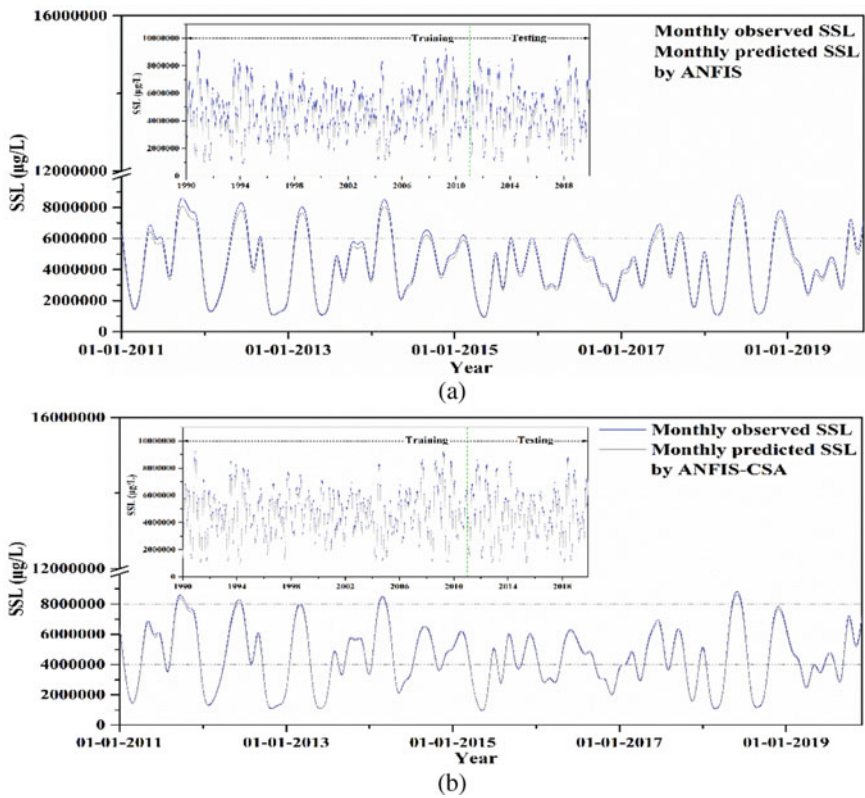 16000000
10000000
Training
Testing
Monthly observed SSL
Monthly predicted SSL
by ANFIS
8000000
6000000
SSL (µg/L)
4000000
2000000
0
1990
1994
1998
2002
2006
2010
2014
2018
SSL (µg/L)
12000000
8000000
6000000
4000000
2000000
0
01-01-2011
01-01-2013
01-01-2015
01-01-2017
01-01-2019
Year
(a)
16000000
10000000
Training
Testing
Monthly observed SSL
Monthly predicted SSL
by ANFIS-CSA
8000000
6000000
SSL (µg/L)
4000000
2000000
0
1990
1994
1998
2002
2006
2010
2014
2018
SSL (µg/L)
12000000
8000000
6000000
4000000
2000000
0
01-01-2011
01-01-2013
01-01-2015
01-01-2017
01-01-2019
Year
(b)